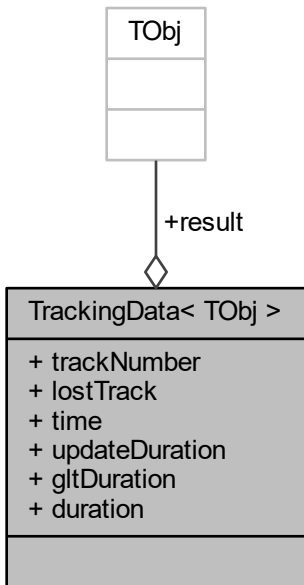 TObj
+result
TrackingData< TObj >
+ trackNumber
+ lostTrack
+ time
+ updateDuration
+ gltDuration
+ duration